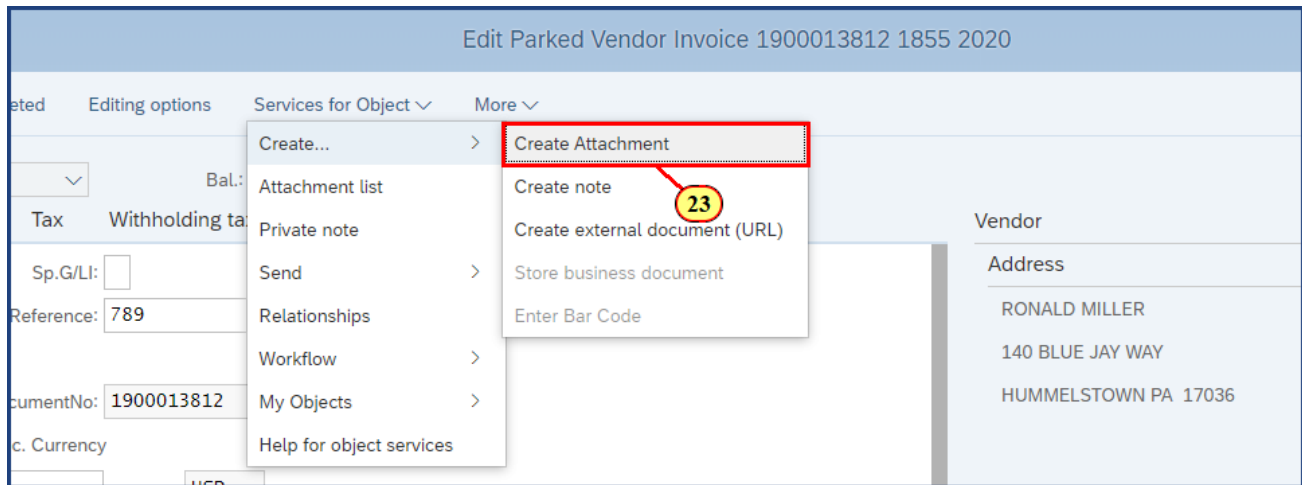 Edit Parked Vendor Invoice 1900013812 1855 2020
eted Editing options Services for Object More
Create... Create Attachment
Bal.: Attachment list Create note
23
Tax Withholding ta Private note Create external document (URL) Vendor
Sp.G/LI: Send Store business document Address
Reference: 789 Relationships Enter Bar Code RONALD MILLER
Workflow 140 BLUE JAY WAY
cumentNo: 1900013812 My Objects HUMMELSTOWN PA 17036
c. Currency Help for object services
USD